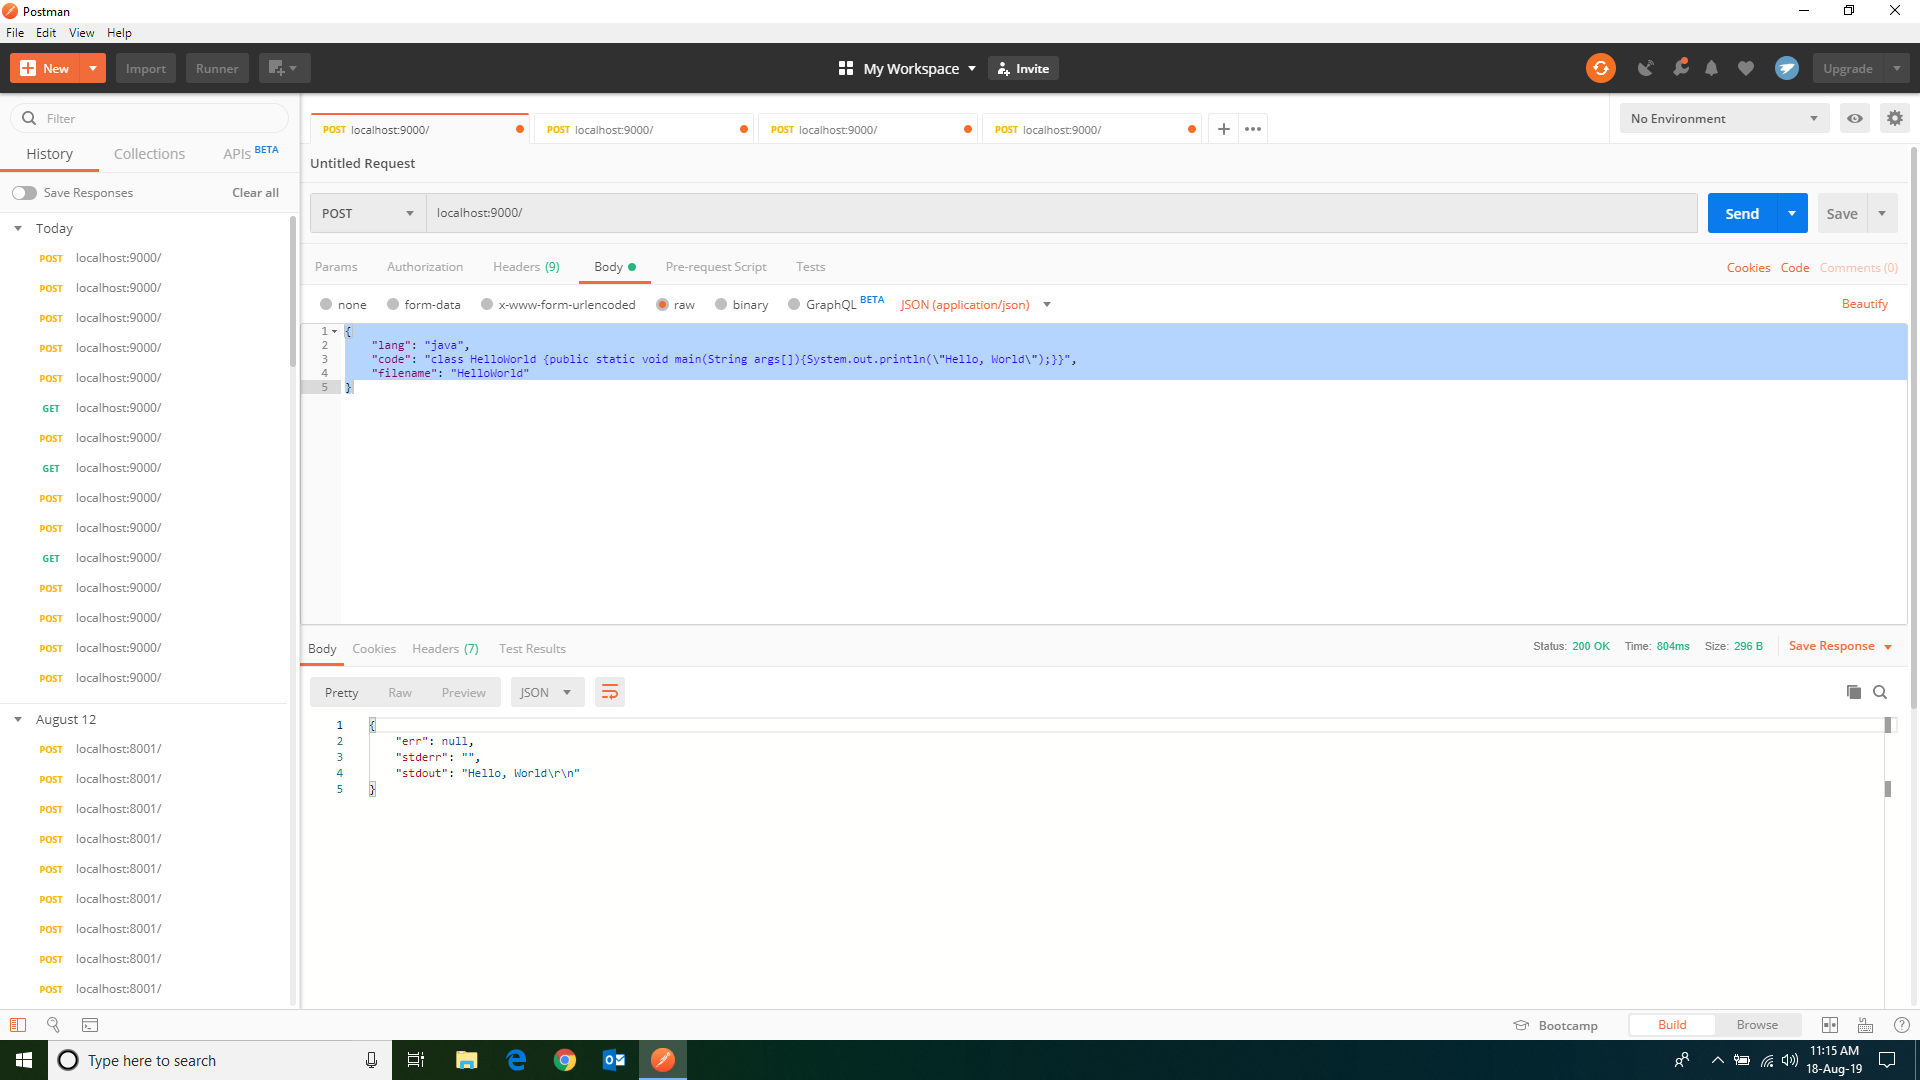 Postman
File Edit View Help
New Import Runner My Workspace Invite Upgrade
Filter
History Collections APIs BETA
Save Responses Clear all
Today
POST localhost:9000/
POST localhost:9000/
POST localhost:9000/
POST localhost:9000/
POST localhost:9000/
GET localhost:9000/
POST localhost:9000/
GET localhost:9000/
POST localhost:9000/
POST localhost:9000/
GET localhost:9000/
POST localhost:9000/
POST localhost:9000/
POST localhost:9000/
POST localhost:9000/
August 12
POST localhost:8001/
POST localhost:8001/
POST localhost:8001/
POST localhost:8001/
POST localhost:8001/
POST localhost:8001/
POST localhost:8001/
POST localhost:8001/
POST localhost:8001/
POST localhost:9000/ POST localhost:9000/ POST localhost:9000/ POST localhost:9000/ + ••• No Environment
Untitled Request
POST localhost:9000/ Send Save
Params Authorization Headers (9) Body Pre-request Script Tests Cookies Code Comments (0)
none form-data x-www-form-urlencoded raw binary GraphQL BETA JSON (application/json) Beautify
1 {
2 "lang": "java",
3 "code": "class HelloWorld {public static void main(String args[]){System.out.println(\"Hello, World\");}}",
4 "filename": "HelloWorld"
5 }
Body Cookies Headers (7) Test Results Status: 200 OK Time: 804ms Size: 296 B Save Response
Pretty Raw Preview JSON
1 {
2 "err": null,
3 "stderr": "",
4 "stdout": "Hello, World\r\n"
5 }
Bootcamp Build Browse
Type here to search
11:15 AM
18-Aug-19